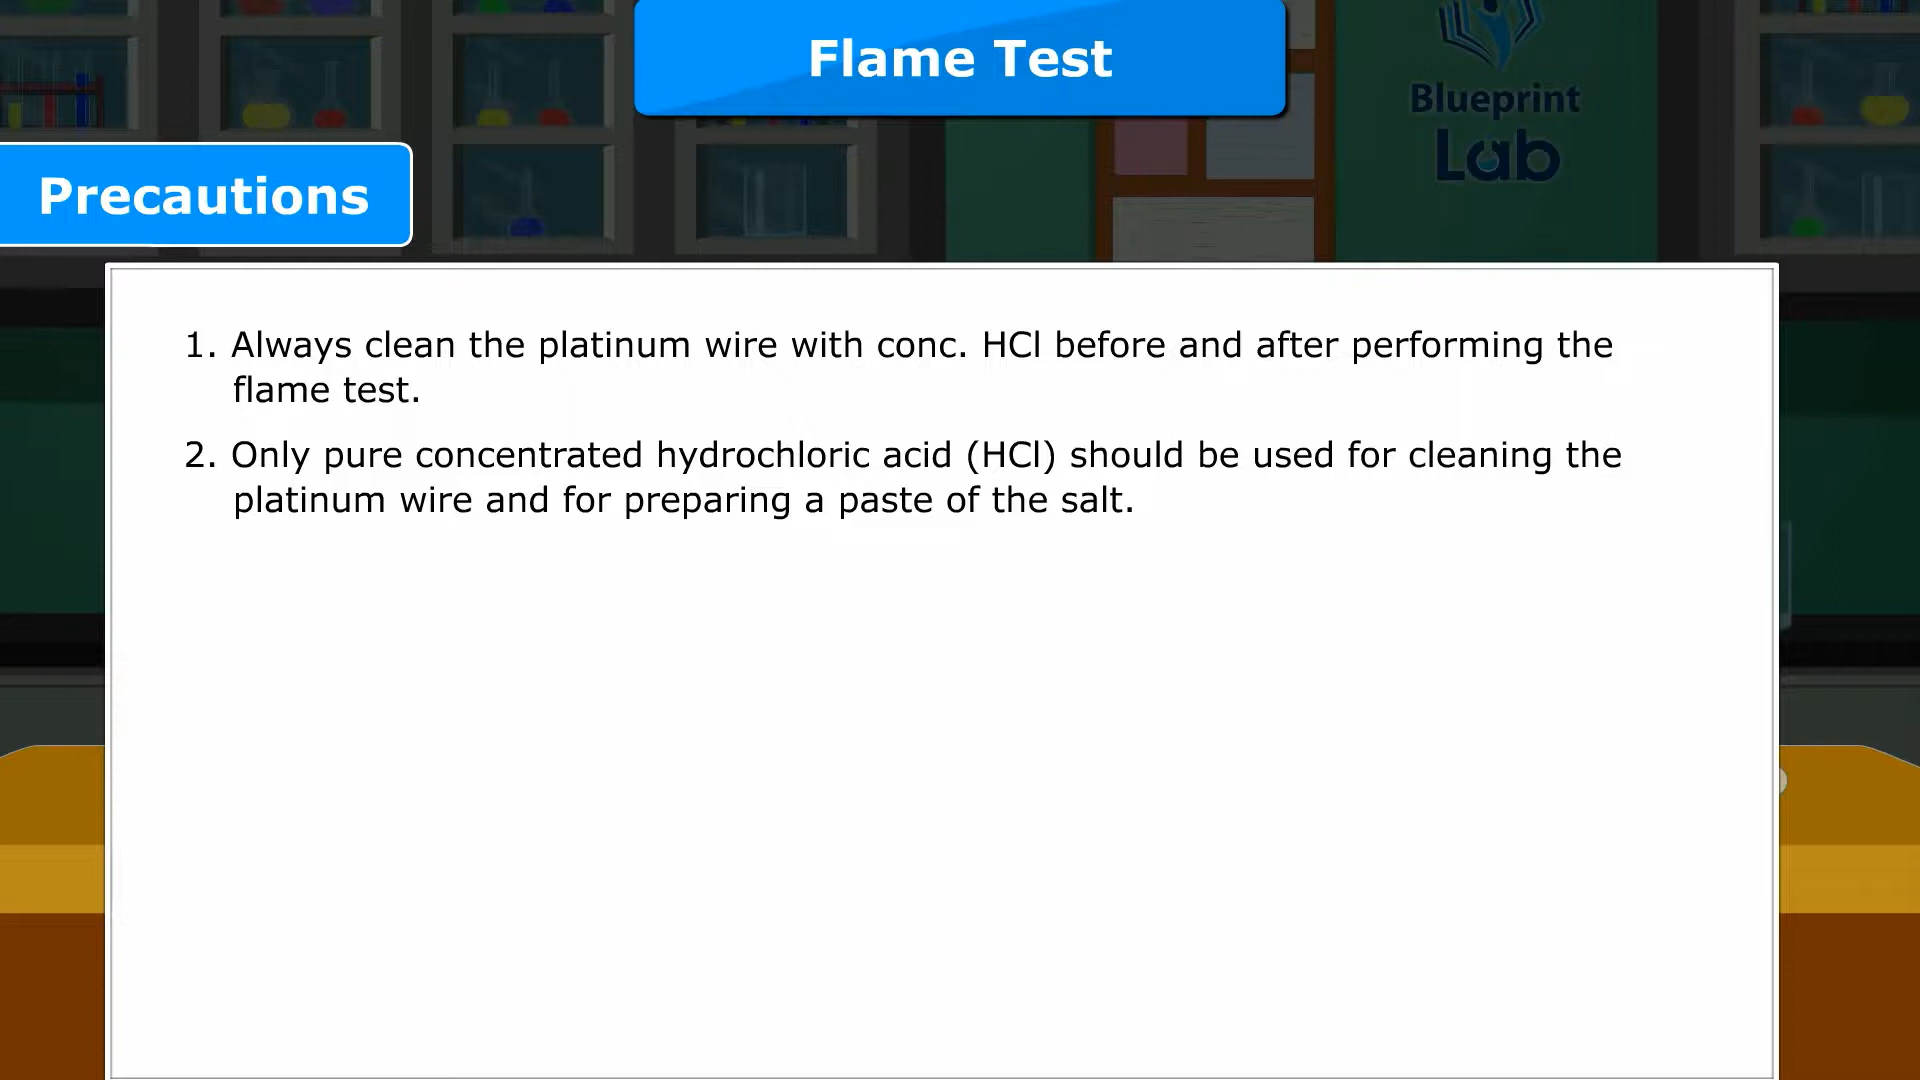 Flame Test
Blueprint
Lab
Precautions
1. Always clean the platinum wire with conc. HCl before and after performing the
flame test.
2. Only pure concentrated hydrochloric acid (HCl) should be used for cleaning the
platinum wire and for preparing a paste of the salt.